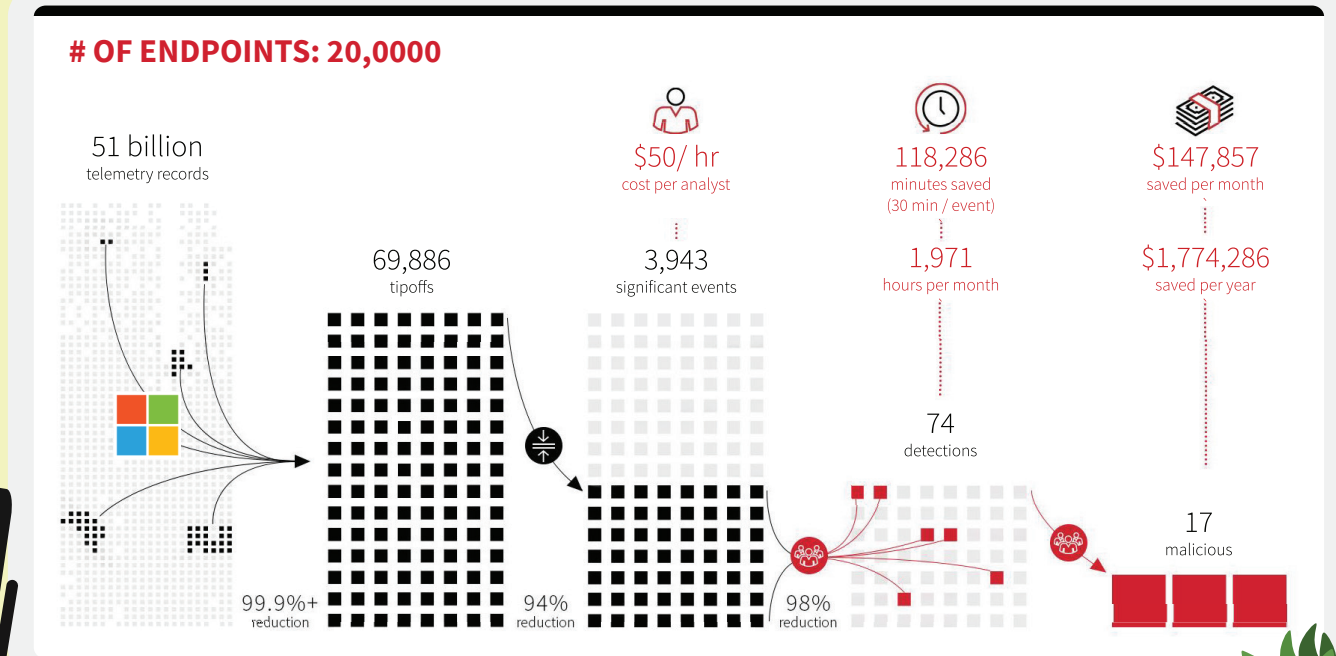 # OF ENDPOINTS: 20,0000
51 billion
telemetry records
99.9%+
reduction
69,886
tipoffs
94%
reduction
$50/ hr
cost per analyst
3,943
significant events
98%
reduction
118,286
minutes saved
(30 min / event)
1,971
hours per month
74
detections
$147,857
saved per month
$1,774,286
saved per year
17
malicious